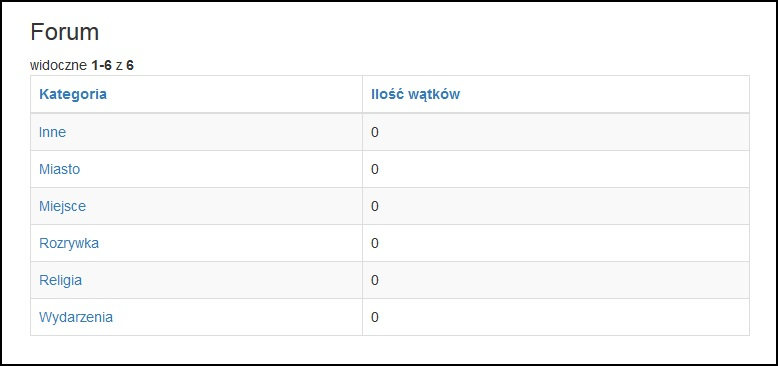 Forum
widoczne 1-6 z 6
Kategoria Ilość wątków
Inne 0
Miasto 0
Miejsce 0
Rozrywka 0
Religia 0
Wydarzenia 0